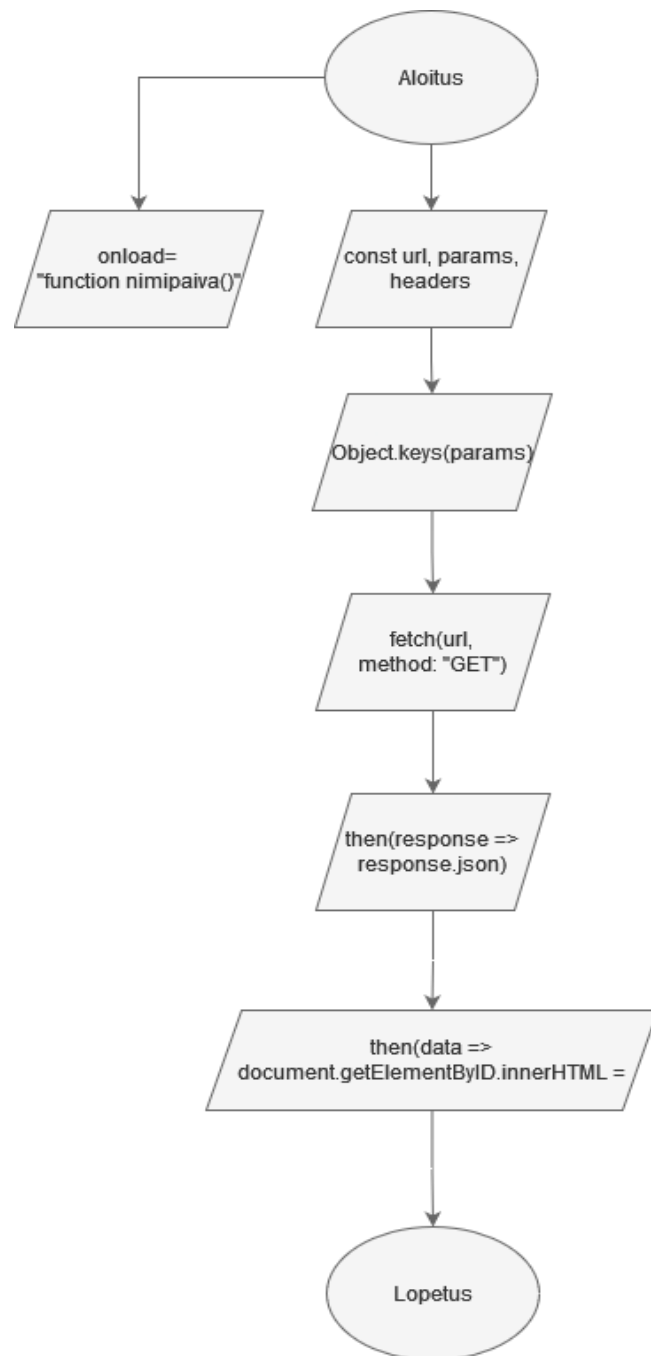 Aloitus
onload=
"function nimipaiva()"
const url, params,
headers
Object.keys(params)
fetch(url,
method: "GET")
then(response =>
response.json)
then(data =>
document.getElementByID.innerHTML =
Lopetus